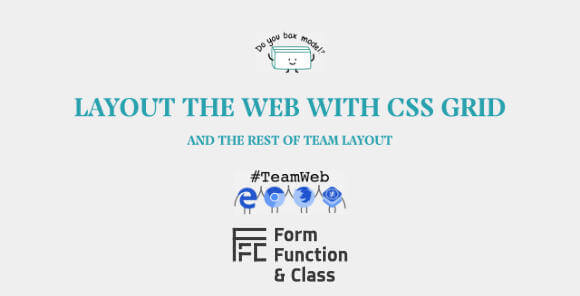 Do you box model?
LAYOUT THE WEB WITH CSS GRID
AND THE REST OF TEAM LAYOUT
#TeamWeb
FFC Form
Function
& Class